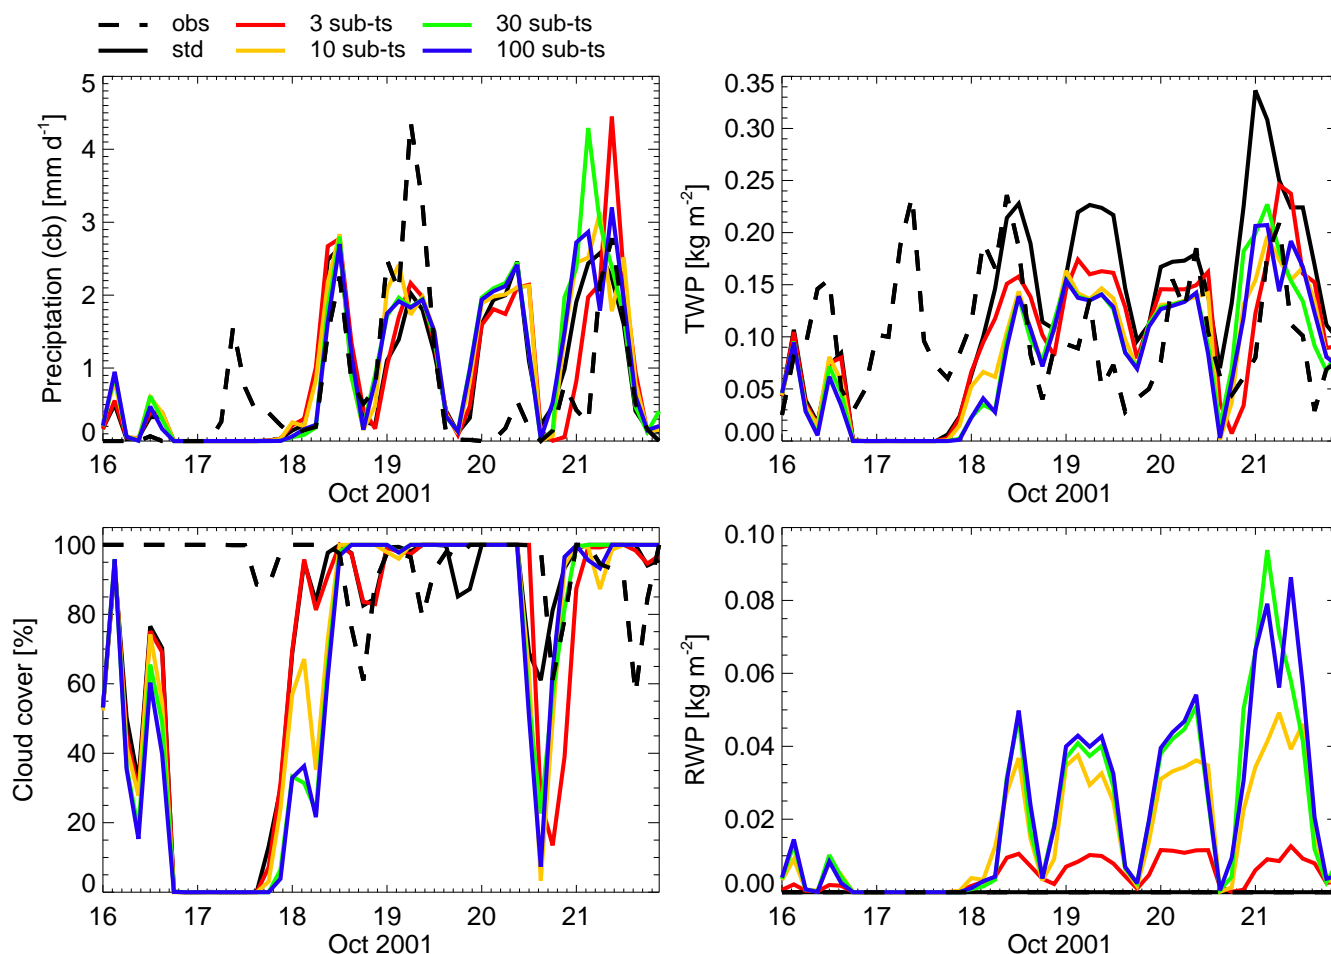 obs 3 sub-ts 30 sub-ts
std 10 sub-ts 100 sub-ts
Preciptation (cb) [mm d-1]
5
4
3
2
1
0
16 17 18 19 20 21
Oct 2001
TWP [kg m-2]
0.35
0.30
0.25
0.20
0.15
0.10
0.05
0.00
16 17 18 19 20 21
Oct 2001
Cloud cover [%]
100
80
60
40
20
0
16 17 18 19 20 21
Oct 2001
RWP [kg m-2]
0.10
0.08
0.06
0.04
0.02
0.00
16 17 18 19 20 21
Oct 2001